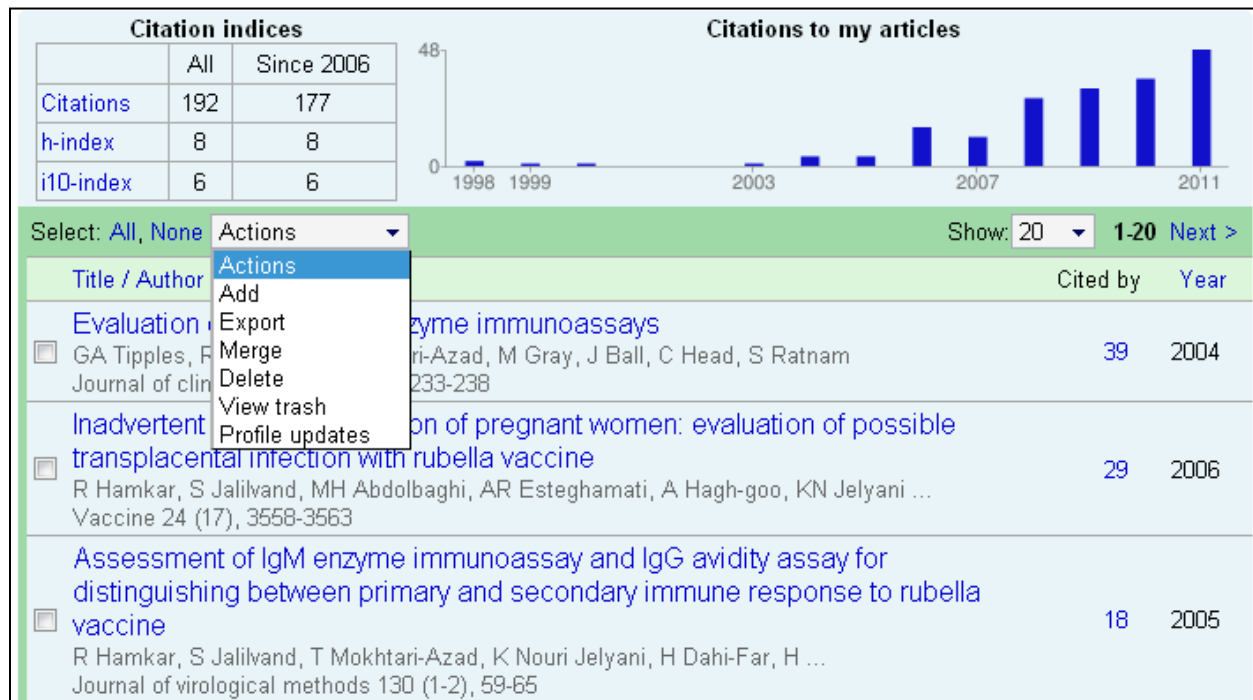 Citation indices
All Since 2006
Citations 192 177
h-index 8 8
i10-index 6 6
Citations to my articles
48
0
1998 1999 2003 2007 2011
Select: All, None Actions Show: 20 1-20 Next >
Actions
Add
Export
Merge
Delete
View trash
Profile updates
Title / Author Cited by Year
Evaluation zyme immunoassays
GA Tipples, ri-Azad, M Gray, J Ball, C Head, S Ratnam
39 2004
Journal of clin 233-238
Inadvertent on of pregnant women: evaluation of possible
transplacental infection with rubella vaccine
29 2006
R Hamkar, S Jalilvand, MH Abdolbaghi, AR Esteghamati, A Hagh-goo, KN Jelyani ...
Vaccine 24 (17), 3558-3563
Assessment of IgM enzyme immunoassay and IgG avidity assay for
distinguishing between primary and secondary immune response to rubella
vaccine
18 2005
R Hamkar, S Jalilvand, T Mokhtari-Azad, K Nouri Jelyani, H Dahi-Far, H ...
Journal of virological methods 130 (1-2), 59-65